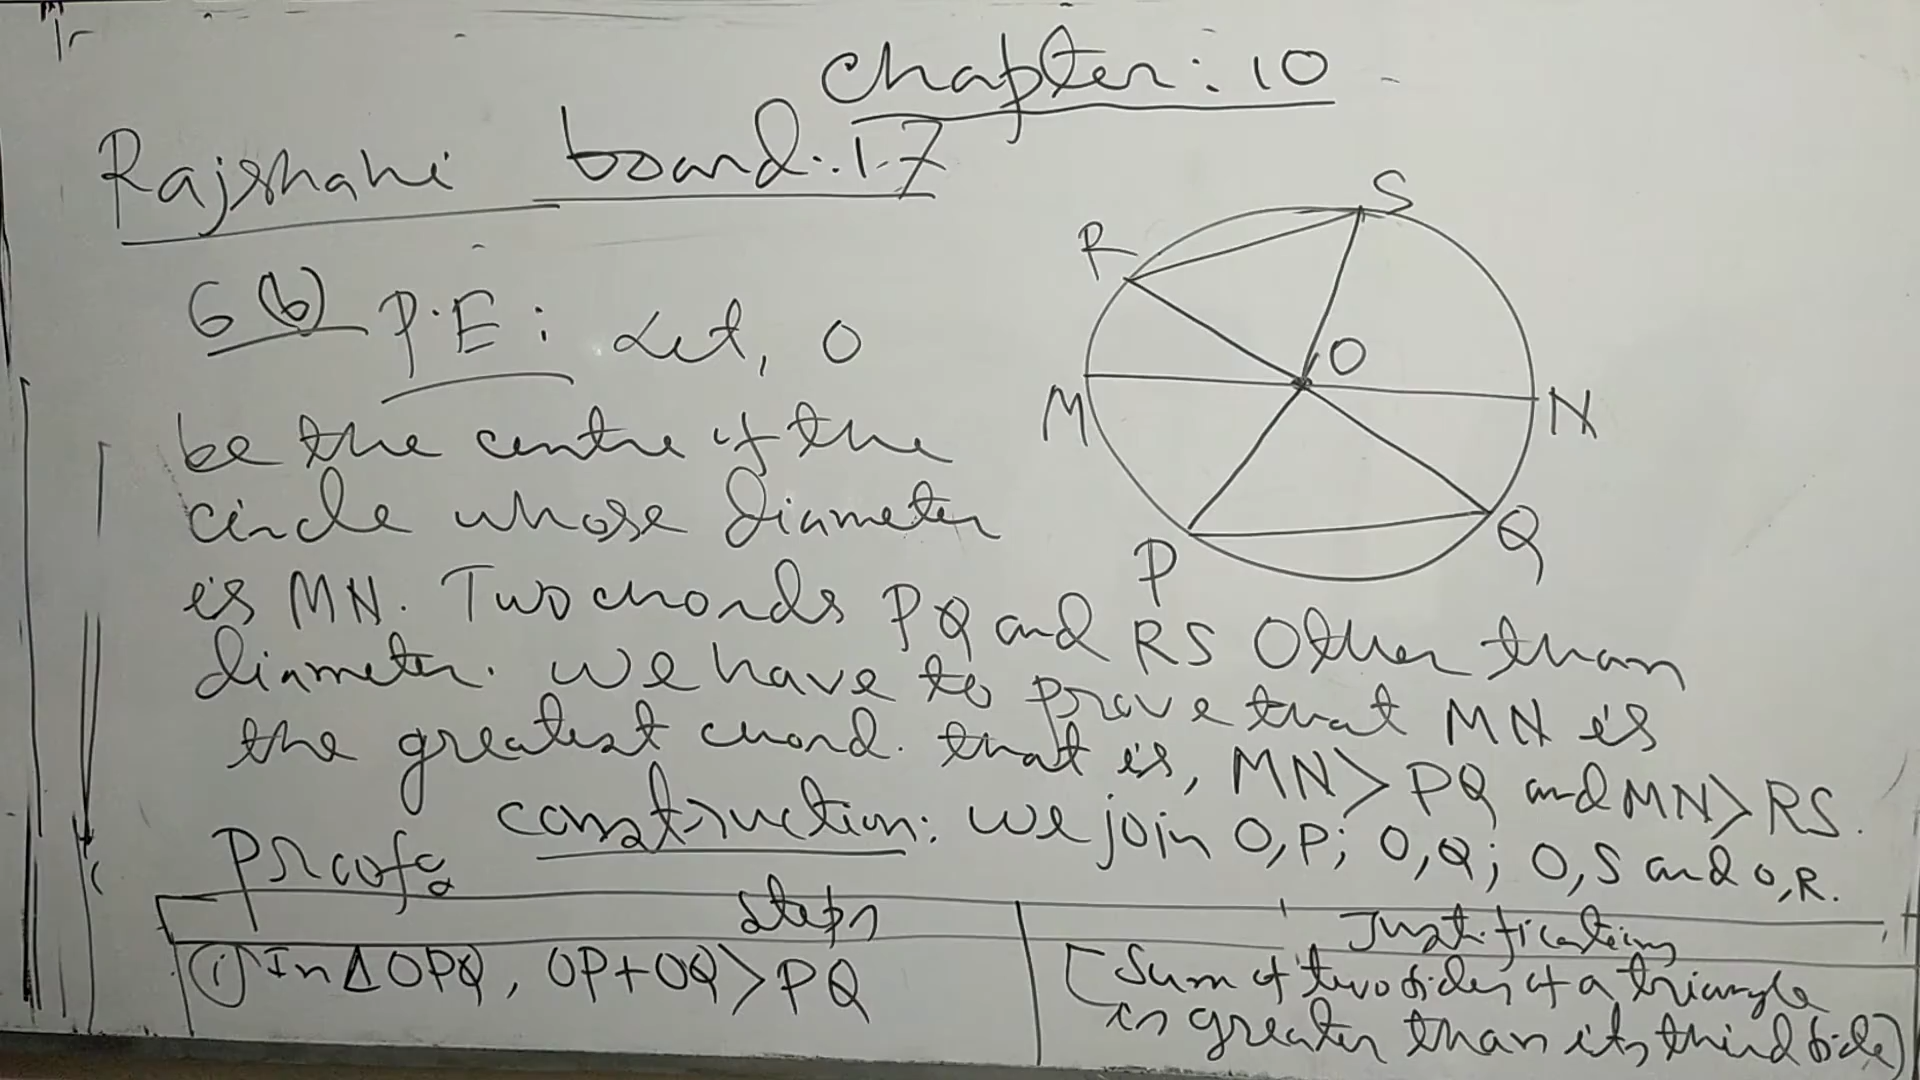 Chapter: 10
Rajshahi board: 17
6 (b) P.E: Let, O
be the centre of the
circle whose diameter
is MN. Two chords PQ and RS Other than
diameter. We have to prove that MN is
the greatest chord. that is, MN > PQ and MN > RS.
construction: We join O,P; O,Q; O,S and O,R.
Proof:
Steps
Justification
(i) In Δ OPQ, OP+OQ > PQ
[Sum of two sides of a triangle
is greater than its third side]
R
S
O
M
N
P
Q